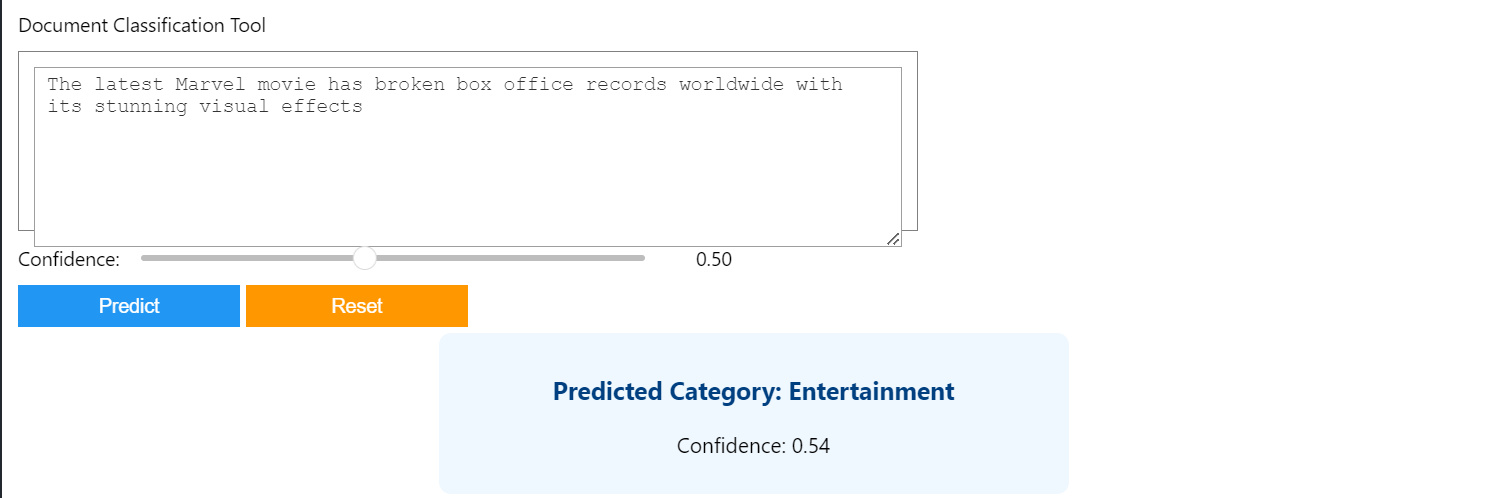 Document Classification Tool
The latest Marvel movie has broken box office records worldwide with
its stunning visual effects
Confidence: 0.50
Predict Reset
Predicted Category: Entertainment
Confidence: 0.54